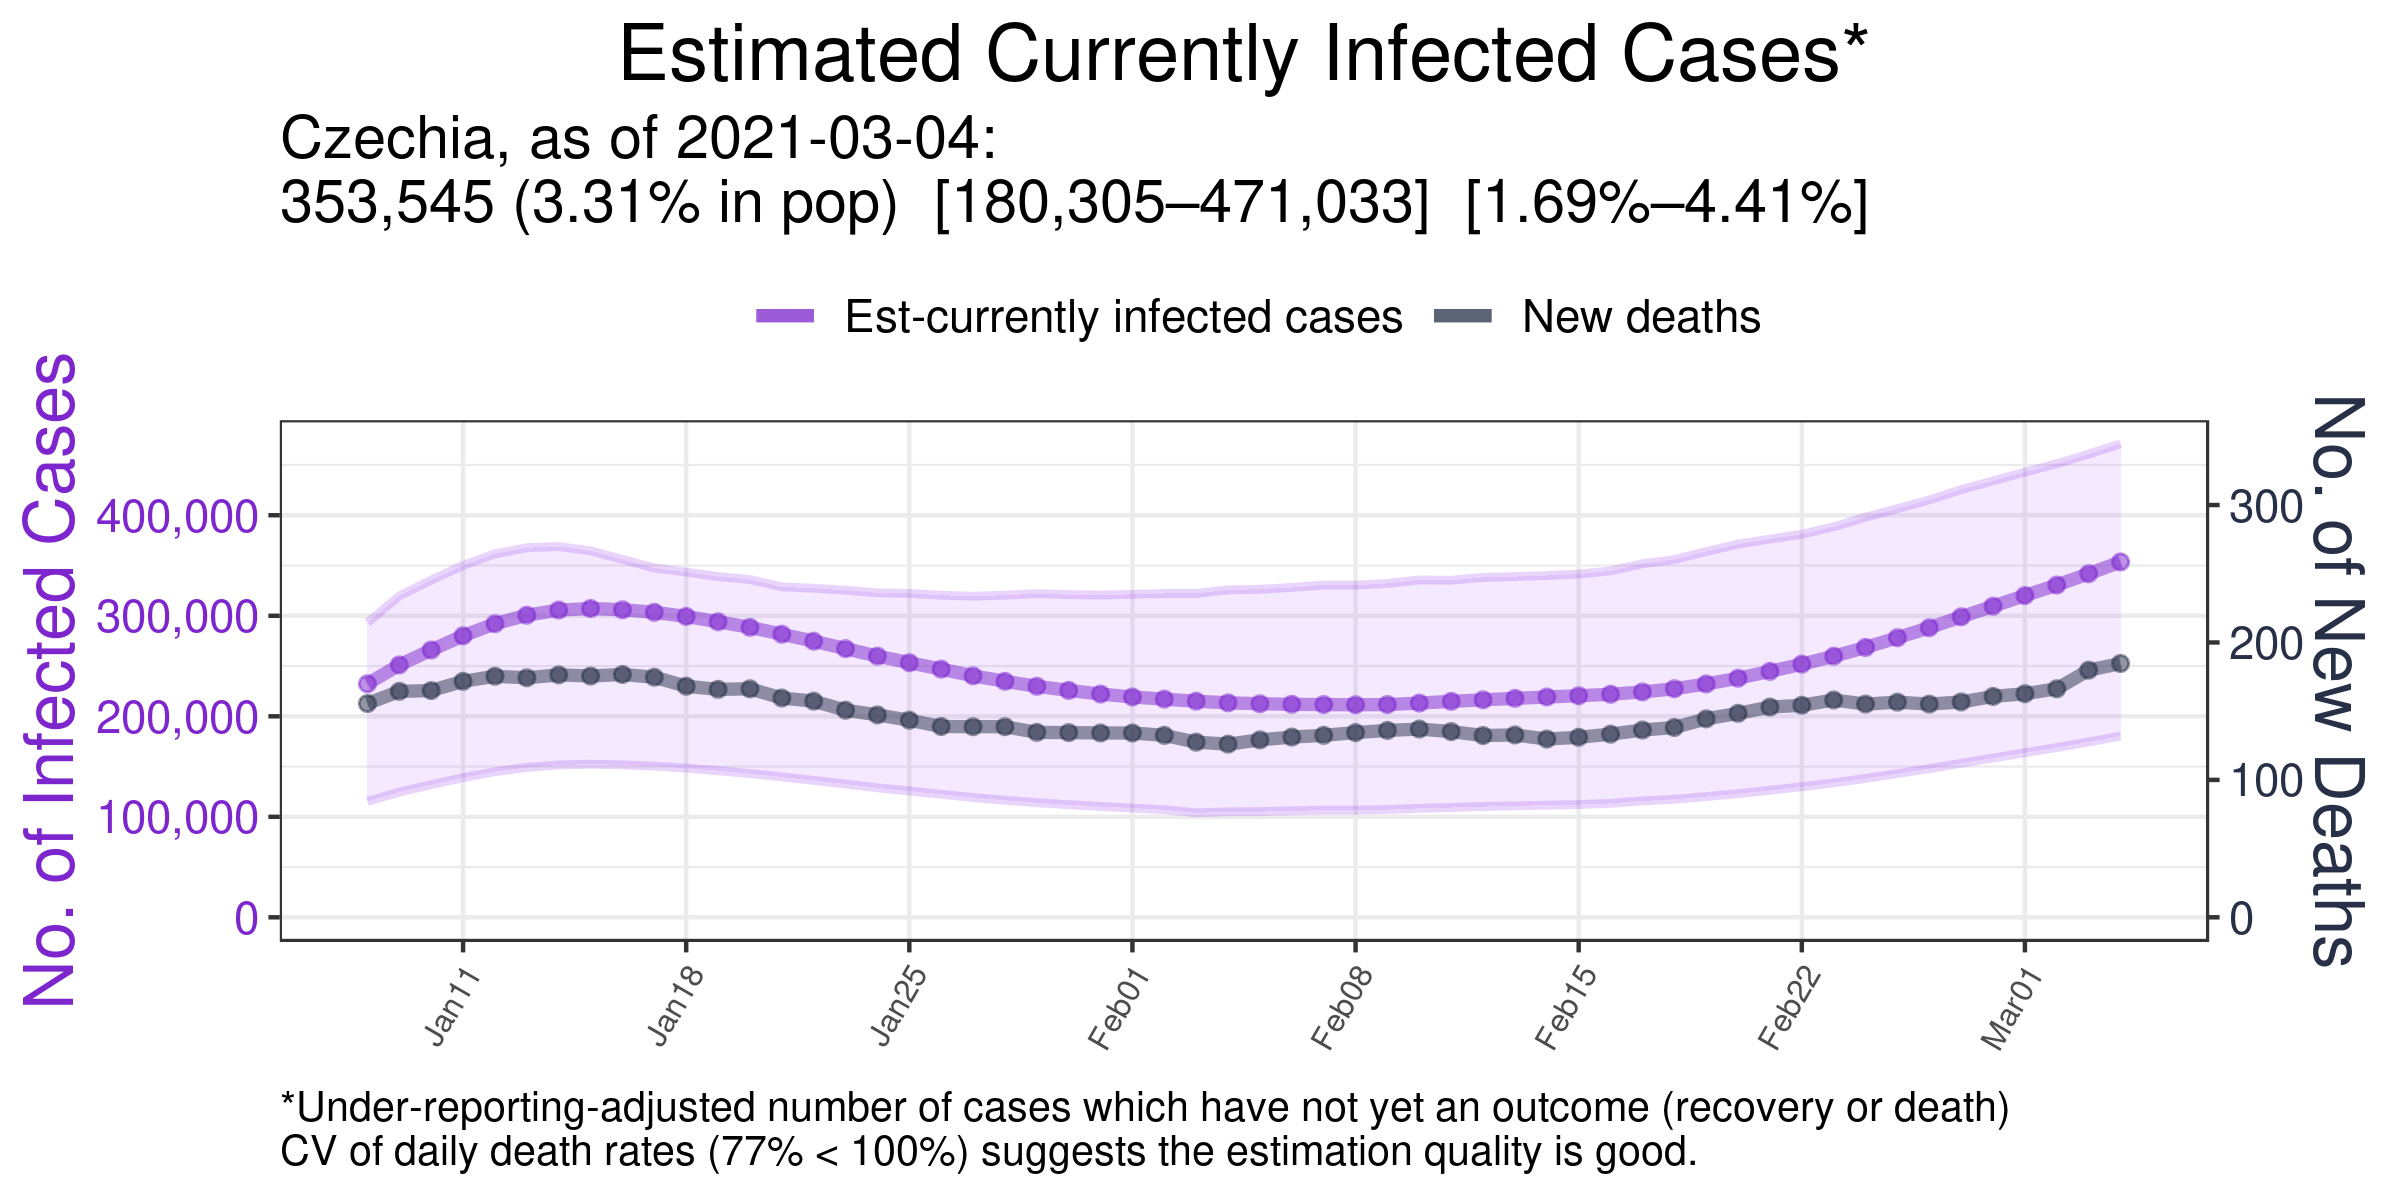 Estimated Currently Infected Cases*
Czechia, as of 2021-03-04:
353,545 (3.31% in pop)  [180,305–471,033]  [1.69%–4.41%]
Est-currently infected cases
New deaths
No. of Infected Cases
400,000
300,000
200,000
100,000
0
No. of New Deaths
300
200
100
0
Jan11
Jan18
Jan25
Feb01
Feb08
Feb15
Feb22
Mar01
*Under-reporting-adjusted number of cases which have not yet an outcome (recovery or death)
CV of daily death rates (77% < 100%) suggests the estimation quality is good.